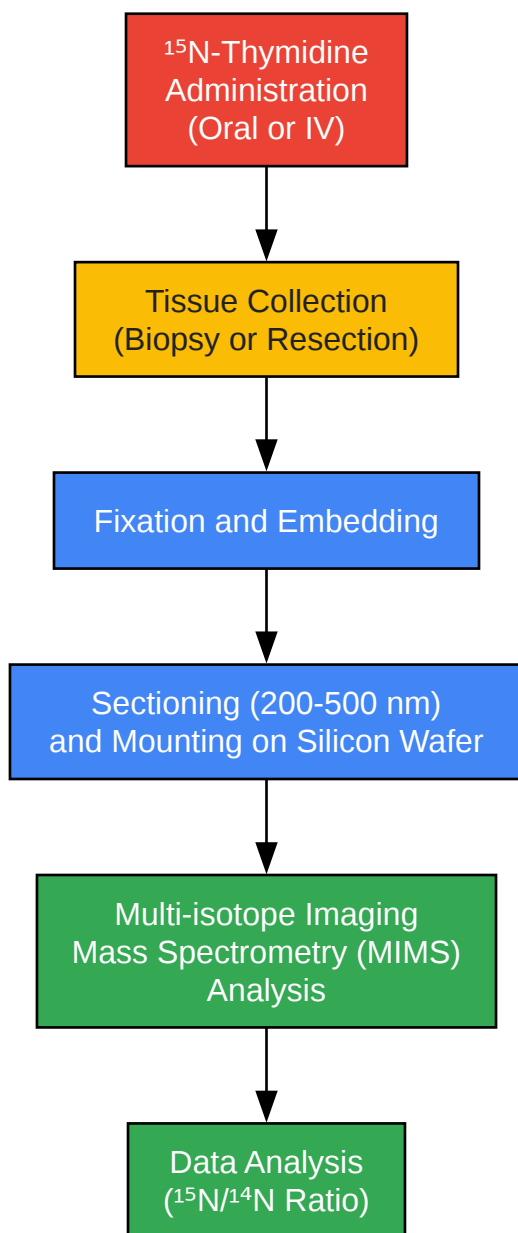 ¹⁵N-Thymidine
Administration
(Oral or IV)
Tissue Collection
(Biopsy or Resection)
Fixation and Embedding
Sectioning (200-500 nm)
and Mounting on Silicon Wafer
Multi-isotope Imaging
Mass Spectrometry (MIMS)
Analysis
Data Analysis
(¹⁵N/¹⁴N Ratio)